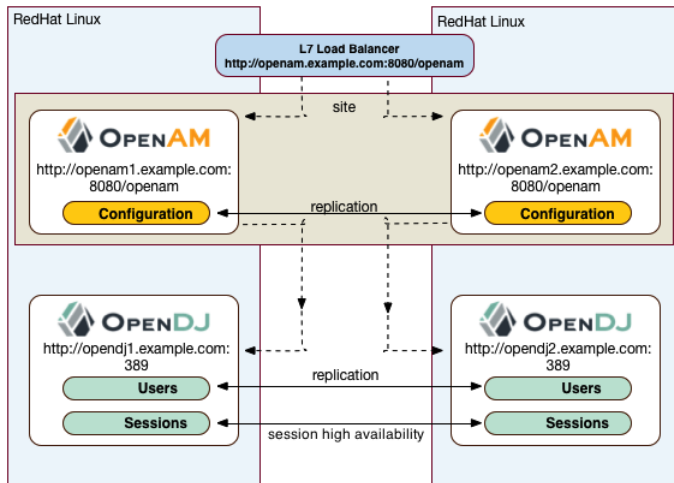 RedHat Linux
RedHat Linux
L7 Load Balancer
http://openam.example.com:8080/openam
site
OPENAM
http://openam1.example.com:
8080/openam
Configuration
OPENAM
http://openam2.example.com:
8080/openam
Configuration
replication
OPENDJ
http://opendj1.example.com:
389
Users
Sessions
OPENDJ
http://opendj2.example.com:
389
Users
Sessions
replication
session high availability